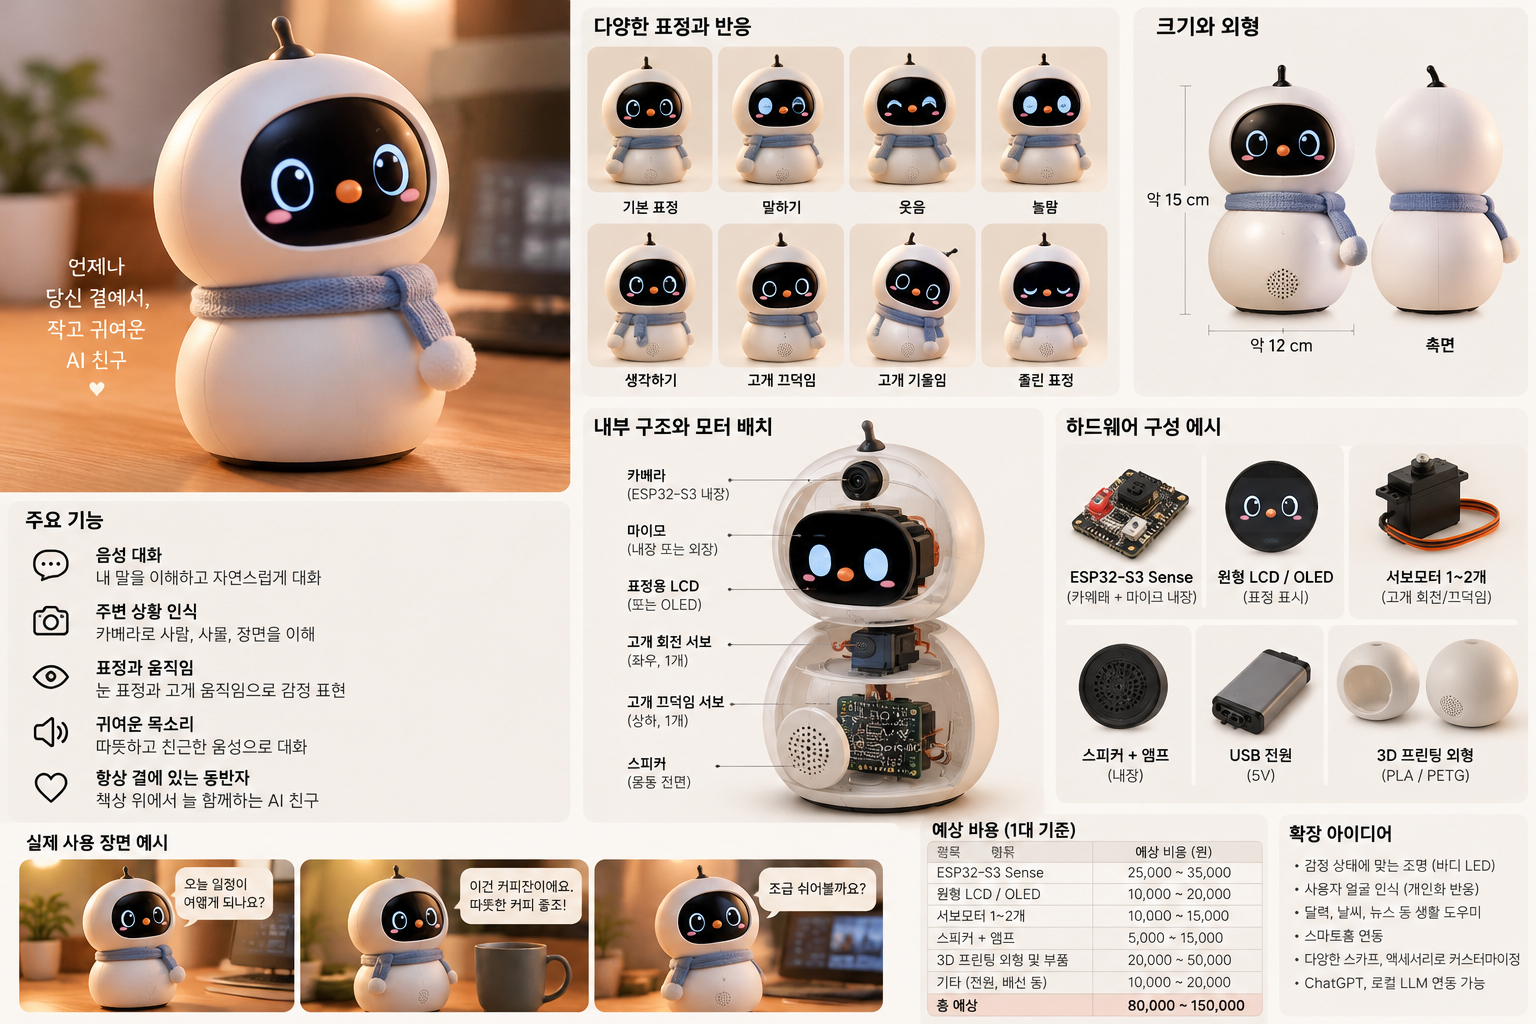 언제나
당신 곁에서,
작고 귀여운
AI 친구
다양한 표정과 반응
기본 표정
말하기
웃음
놀람
생각하기
고개 끄덕임
고개 기울임
졸린 표정
크기와 외형
약 15 cm
약 12 cm
측면
주요 기능
음성 대화
내 말을 이해하고 자연스럽게 대화
주변 상황 인식
카메라로 사람, 사물, 장면을 이해
표정과 움직임
눈 표정과 고개 움직임으로 감정 표현
귀여운 목소리
따뜻하고 친근한 음성으로 대화
항상 곁에 있는 동반자
책상 위에서 늘 함께하는 AI 친구
내부 구조와 모터 배치
카메라
(ESP32-S3 내장)
마이모
(내장 또는 외장)
표정용 LCD
(또는 OLED)
고개 회전 서보
(좌우, 1개)
고개 끄덕임 서보
(상하, 1개)
스피커
(몸통 전면)
하드웨어 구성 예시
ESP32-S3 Sense
(+ 마이크 내장)
원형 LCD / OLED
(표정 표시)
서보모터 1~2개
(고개 회전/끄덕임)
스피커 + 앰프
(내장)
USB 전원
(5V)
3D 프린팅 외형
(PLA / PETG)
실제 사용 장면 예시
오늘 일정이
되나요?
이건 커피잔이에요.
따뜻한 커피 좋죠!
조금 쉬어볼까요?
예상 비용 (1대 기준)
예상 비용 (원)
ESP32-S3 Sense
25,000 ~ 35,000
원형 LCD / OLED
10,000 ~ 20,000
서보모터 1~2개
10,000 ~ 15,000
스피커 + 앰프
5,000 ~ 15,000
3D 프린팅 외형 및 부품
20,000 ~ 50,000
기타 (전원, 배선 등)
10,000 ~ 20,000
총 예상
80,000 ~ 150,000
확장 아이디어
• 감정 상태에 맞는 조명 (바디 LED)
• 사용자 얼굴 인식 (개인화 반응)
• 달력, 날씨, 뉴스 등 생활 도우미
• 스마트홈 연동
• 다양한 스카프, 액세서리로 커스터마이징
• ChatGPT, 로컬 LLM 연동 가능